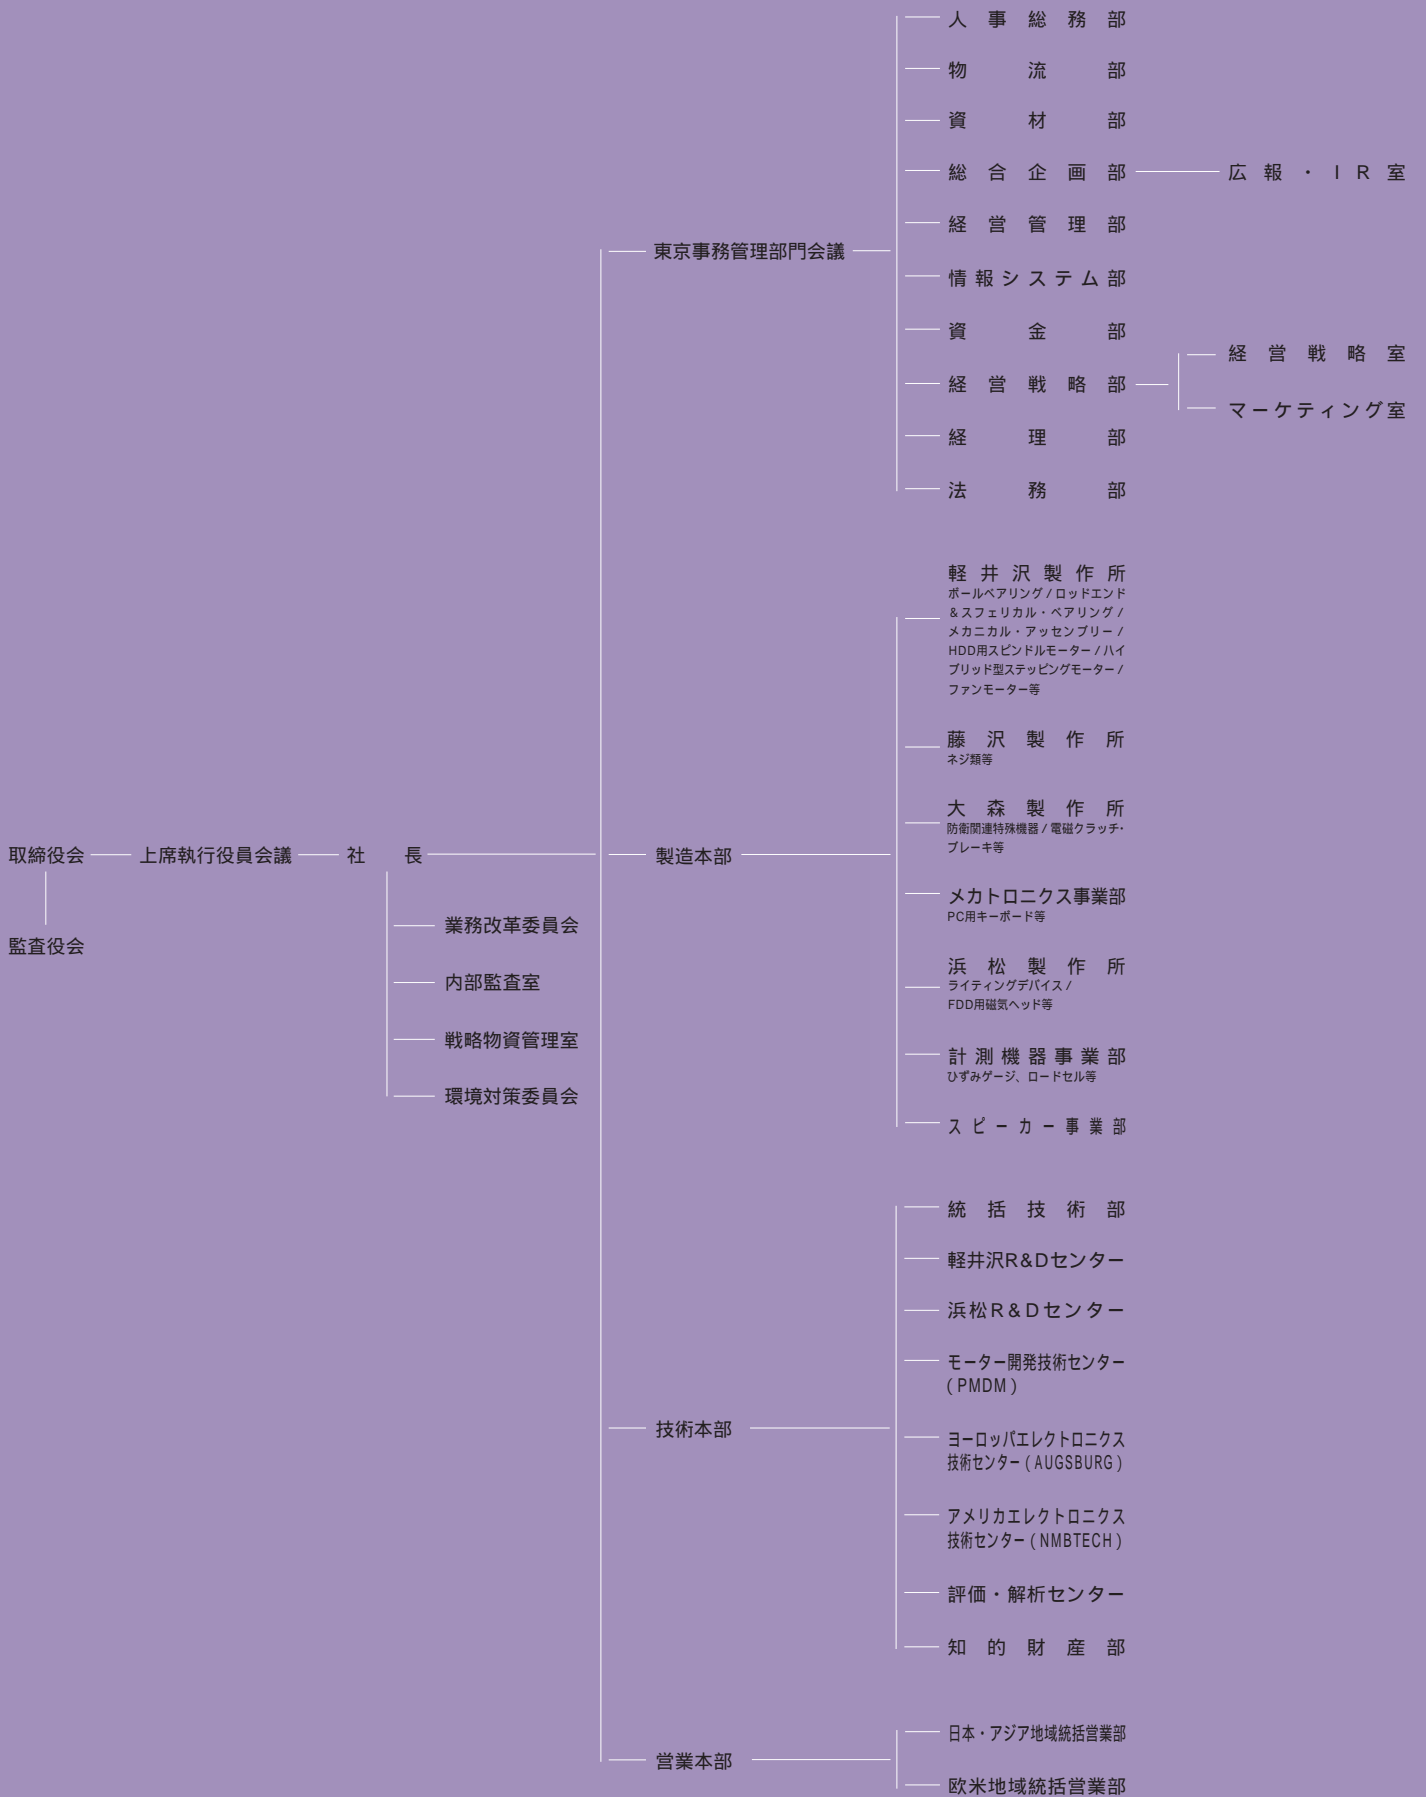 取締役会
監査役会
上席執行役員会議
社 長
業務改革委員会
内部監査室
戦略物資管理室
環境対策委員会
東京事務管理部門会議
人事総務部
物流部
資材部
総合企画部
広報・IR室
経営管理部
情報システム部
資金部
経営戦略部
経営戦略室
マーケティング室
経理部
法務部
製造本部
軽井沢製作所
ボールベアリング / ロッドエンド
&スフェリカル・ベアリング /
メカニカル・アッセンブリー /
HDD用スピンドルモーター / ハイ
ブリッド型ステッピングモーター /
ファンモーター等
藤沢製作所
ネジ類等
大森製作所
防衛関連特殊機器 / 電磁クラッチ・
ブレーキ等
メカトロニクス事業部
PC用キーボード等
浜松製作所
ライティングデバイス /
FDD用磁気ヘッド等
計測機器事業部
ひずみゲージ、ロードセル等
スピーカー事業部
技術本部
統括技術部
軽井沢R&Dセンター
浜松R&Dセンター
モーター開発技術センター
(PMDM)
ヨーロッパエレクトロニクス
技術センター(AUGSBURG)
アメリカエレクトロニクス
技術センター(NMBTECH)
評価・解析センター
知的財産部
営業本部
日本・アジア地域統括営業部
欧米地域統括営業部